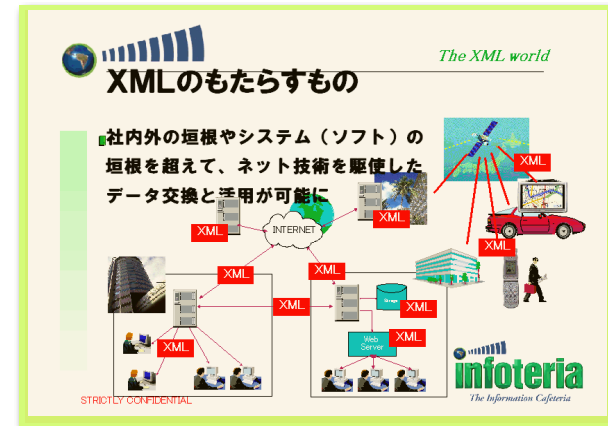 The XML world
XMLのもたらすもの
社内外の垣根やシステム（ソフト）の
垣根を超えて、ネット技術を駆使した
データ交換と活用が可能に
XML
XML
XML
INTERNET
XML
XML
XML
XML
Storage
XML
XML
Web
Server
XML
infoteria
The Information Cafeteria
STRICTLY CONFIDENTIAL